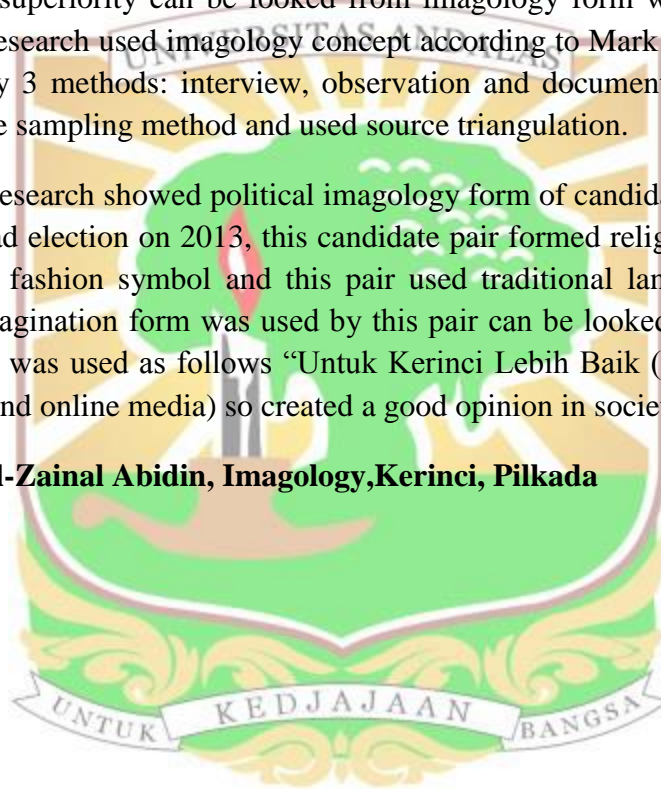 superiority can be looked from imagology form w
esearch used imagology concept according to Mark
UNIVERSITAS ANDALAS
y 3 methods: interview, observation and document
e sampling method and used source triangulation.
esearch showed political imagology form of candida
d election on 2013, this candidate pair formed relig
fashion symbol and this pair used traditional lan
agination form was used by this pair can be looked
was used as follows “Untuk Kerinci Lebih Baik (
nd online media) so created a good opinion in socie
l-Zainal Abidin, Imagology,Kerinci, Pilkada
UNTUK KEDJAJAAN BANGSA